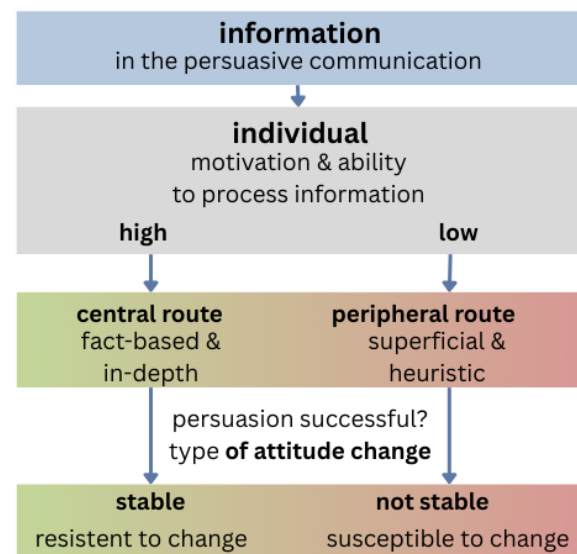 information
in the persuasive communication
individual
motivation & ability
to process information
high
low
central route
fact-based &
in-depth
peripheral route
superficial &
heuristic
persuasion successful?
type of attitude change
stable
resistent to change
not stable
susceptible to change